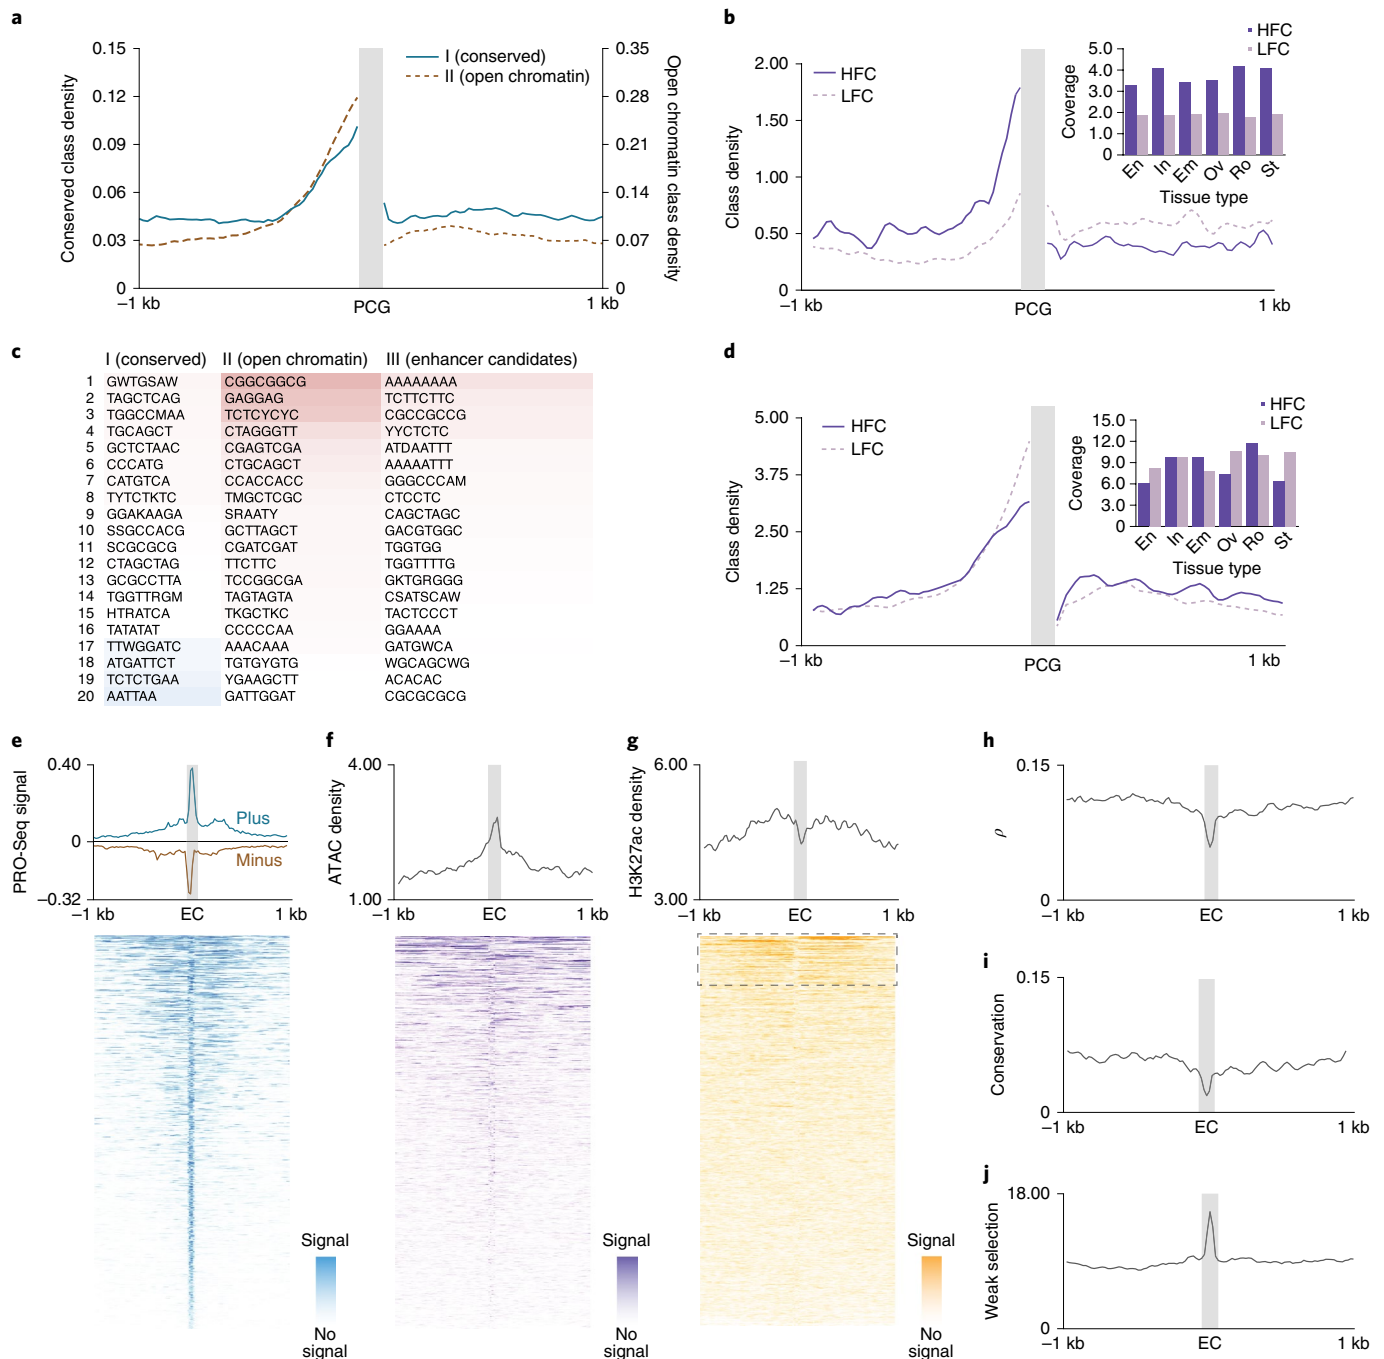 a
0.15
0.12
0.09
0.06
0.03
0
Conserved class density
I (conserved)
II (open chromatin)
0.35
0.28
0.21
0.14
0.07
0
Open chromatin class density
–1 kb
PCG
1 kb
b
2.00
1.50
1.00
0.50
0
Class density
HFC
LFC
–1 kb
PCG
1 kb
HFC
LFC
5.0
4.0
3.0
2.0
1.0
0
Coverage
En In Em Ov Ro St
Tissue type
c
I (conserved) II (open chromatin) III (enhancer candidates)
1 GWTGSAW CGGCGGCG AAAAAAAA
2 TAGCTCAG GAGGAG TCTTCTTC
3 TGGCCMAA TCTCYCYC CGCCGCCG
4 TGCAGCT CTAGGGTT YYCTCTC
5 GCTCTAAC CGAGTCGA ATDAATTT
6 CCCATG CTGCAGCT AAAAATTT
7 CATGTCA CCACCACC GGGCCCAM
8 TYTCTKTC TMGCTCGC CTCCTC
9 GGAKAAGA SRAATY CAGCTAGC
10 SSGCCACG GCTTAGCT GACGTGGC
11 SCGCGCG CGATCGAT TGGTGG
12 CTAGCTAG TTCTTC TGGTTTTG
13 GCGCCTTA TCCGGCGA GKTGRGGG
14 TGGTTRGM TAGTAGTA CSATSCAW
15 HTRATCA TKGCTKC TACTCCCT
16 TATATAT CCCCCAA GGAAAA
17 TTWGGATC AAACAAA GATGWCA
18 ATGATTCT TGTGYGTG WGCAGCWG
19 TCTCTGAA YGAAGCTT ACACAC
20 AATTAA GATTGGAT CGCGCGCG
d
5.00
3.75
2.50
1.25
0
Class density
HFC
LFC
–1 kb
PCG
1 kb
HFC
LFC
15.0
12.0
9.0
6.0
3.0
0
Coverage
En In Em Ov Ro St
Tissue type
e
0.40
0
–0.32
PRO-Seq signal
Plus
Minus
–1 kb
EC
1 kb
Signal
No
signal
f
4.00
1.00
ATAC density
–1 kb
EC
1 kb
Signal
No
signal
g
6.00
3.00
H3K27ac density
–1 kb
EC
1 kb
Signal
No
signal
h
0.15
0
ρ
–1 kb
EC
1 kb
i
0.15
0
Conservation
–1 kb
EC
1 kb
j
18.00
0
Weak selection
–1 kb
EC
1 kb